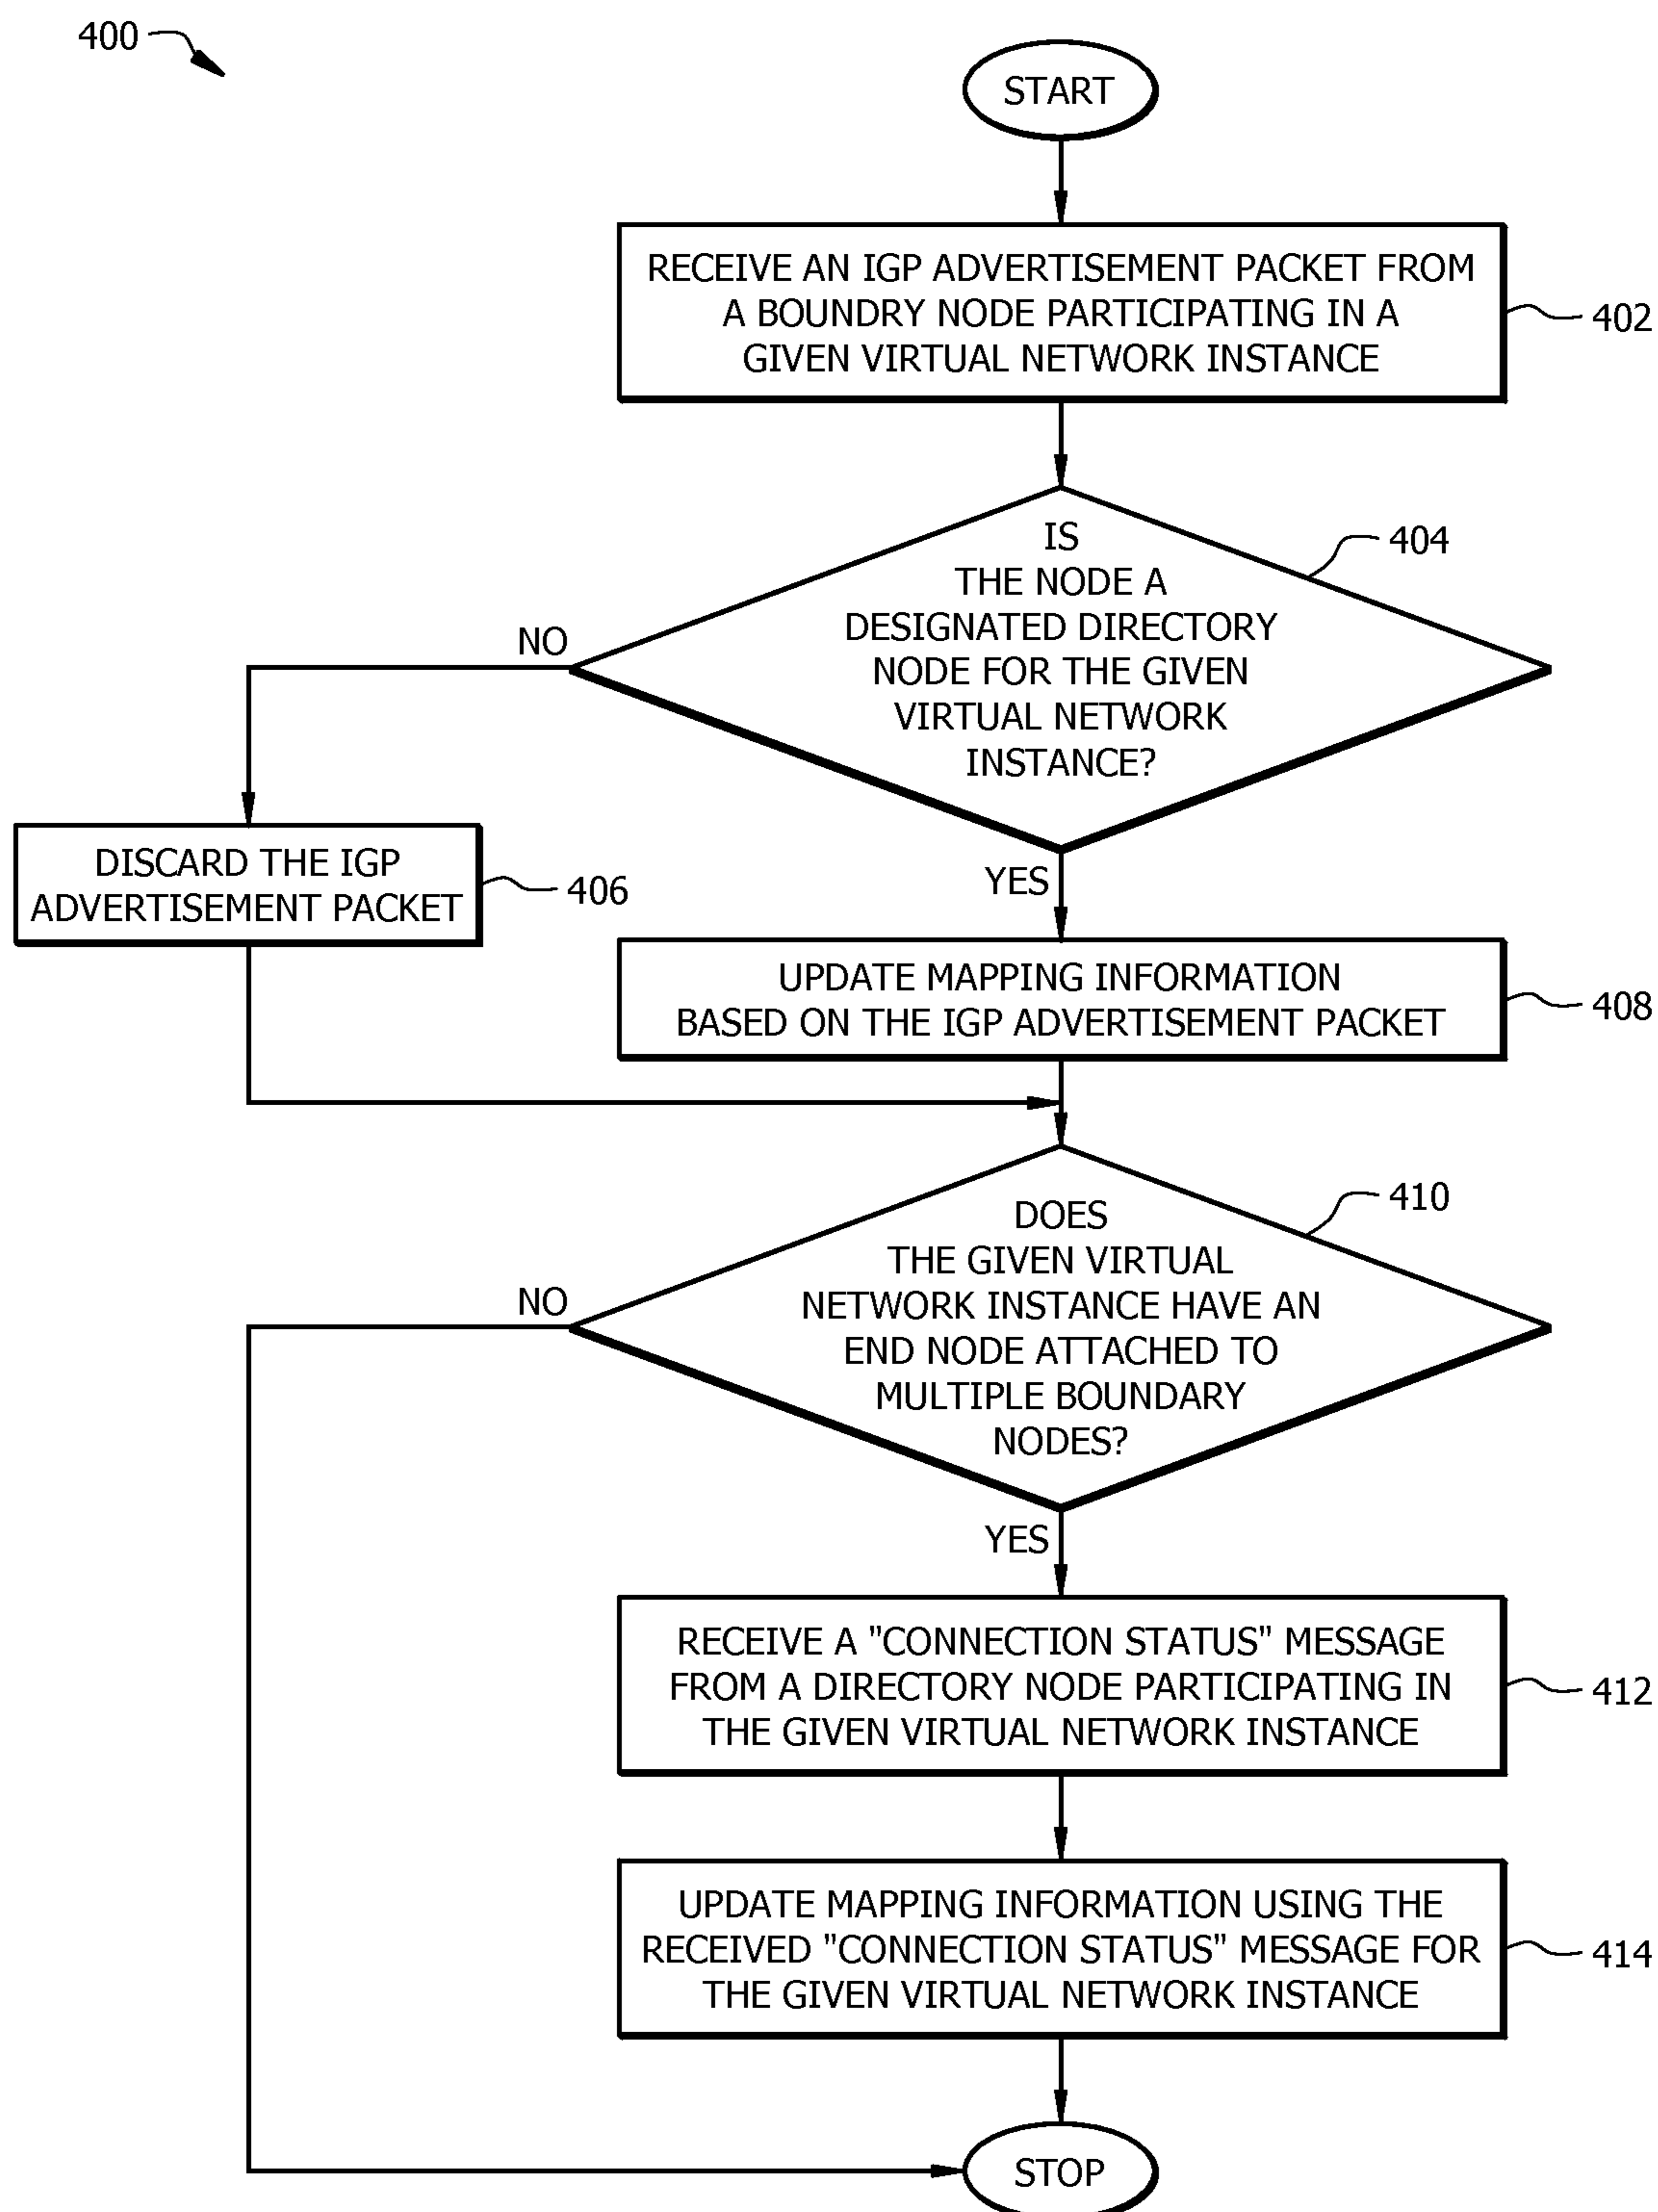 400
START
RECEIVE AN IGP ADVERTISEMENT PACKET FROM
A BOUNDRY NODE PARTICIPATING IN A
GIVEN VIRTUAL NETWORK INSTANCE
402
IS
THE NODE A
DESIGNATED DIRECTORY
NODE FOR THE GIVEN
VIRTUAL NETWORK
INSTANCE?
404
NO
DISCARD THE IGP
ADVERTISEMENT PACKET
406
YES
UPDATE MAPPING INFORMATION
BASED ON THE IGP ADVERTISEMENT PACKET
408
DOES
THE GIVEN VIRTUAL
NETWORK INSTANCE HAVE AN
END NODE ATTACHED TO
MULTIPLE BOUNDARY
NODES?
410
NO
YES
RECEIVE A "CONNECTION STATUS" MESSAGE
FROM A DIRECTORY NODE PARTICIPATING IN
THE GIVEN VIRTUAL NETWORK INSTANCE
412
UPDATE MAPPING INFORMATION USING THE
RECEIVED "CONNECTION STATUS" MESSAGE FOR
THE GIVEN VIRTUAL NETWORK INSTANCE
414
STOP